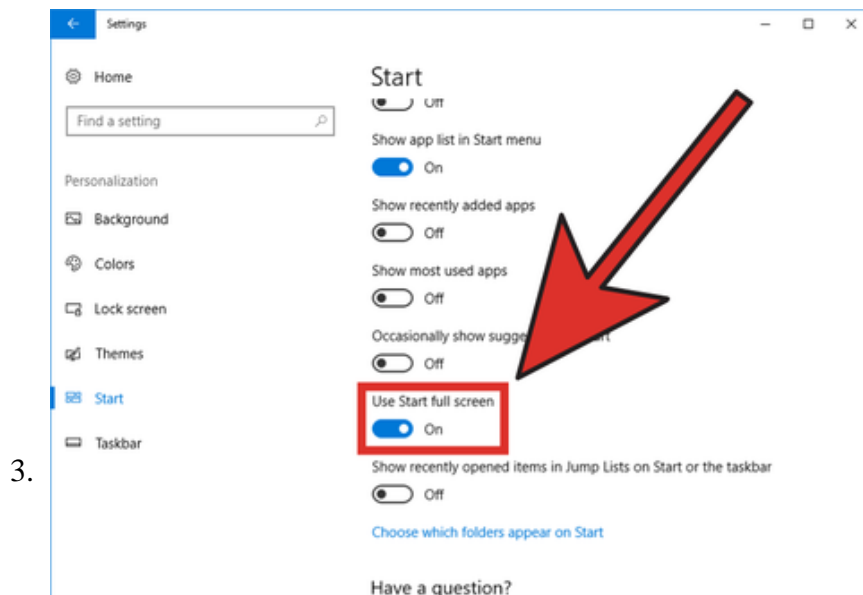 Settings
Home
Find a setting
Personalization
Background
Colors
Lock screen
Themes
Start
Taskbar
Start
Off
Show app list in Start menu
On
Show recently added apps
Off
Show most used apps
Off
Occasionally show
Off
Use Start full screen
On
Show recently opened items in Jump Lists on Start or the taskbar
Off
Choose which folders appear on Start
Have a question?
3.